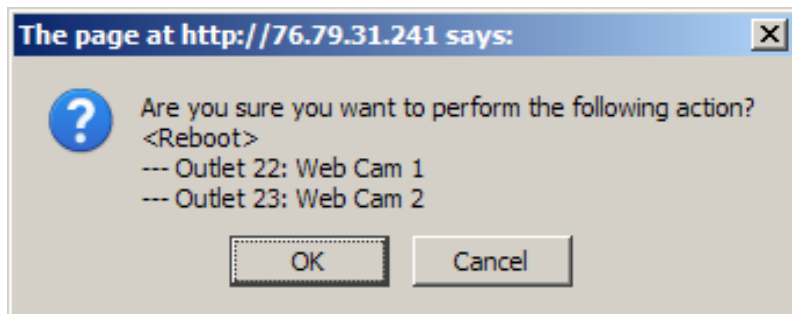 The page at http://76.79.31.241 says:
Are you sure you want to perform the following action?
<Reboot>
--- Outlet 22: Web Cam 1
--- Outlet 23: Web Cam 2
OK Cancel